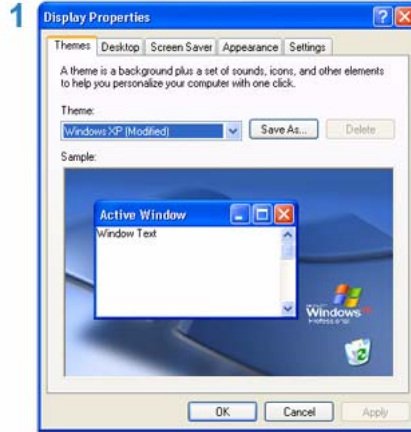 1
Display Properties
Themes Desktop Screen Saver Appearance Settings
A theme is a background plus a set of sounds, icons, and other elements
to help you personalize your computer with one click.
Theme:
Windows XP (Modified) Save As... Delete
Sample:
Active Window
Window Text
Windows
Professional
OK Cancel Apply